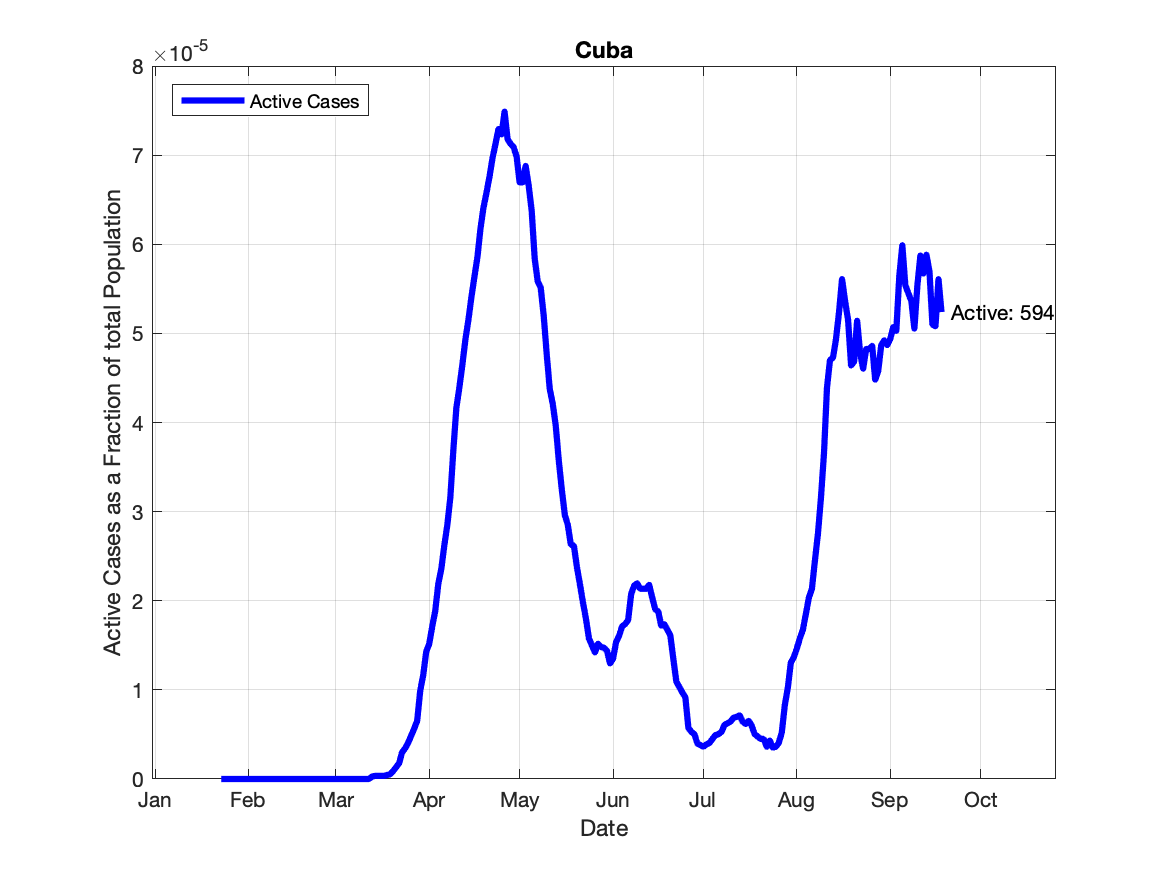 Cuba
×10-5
8
7
6
5
4
3
2
1
0
Active Cases
Active: 594
Active Cases as a Fraction of total Population
Jan Feb Mar Apr May Jun Jul Aug Sep Oct
Date